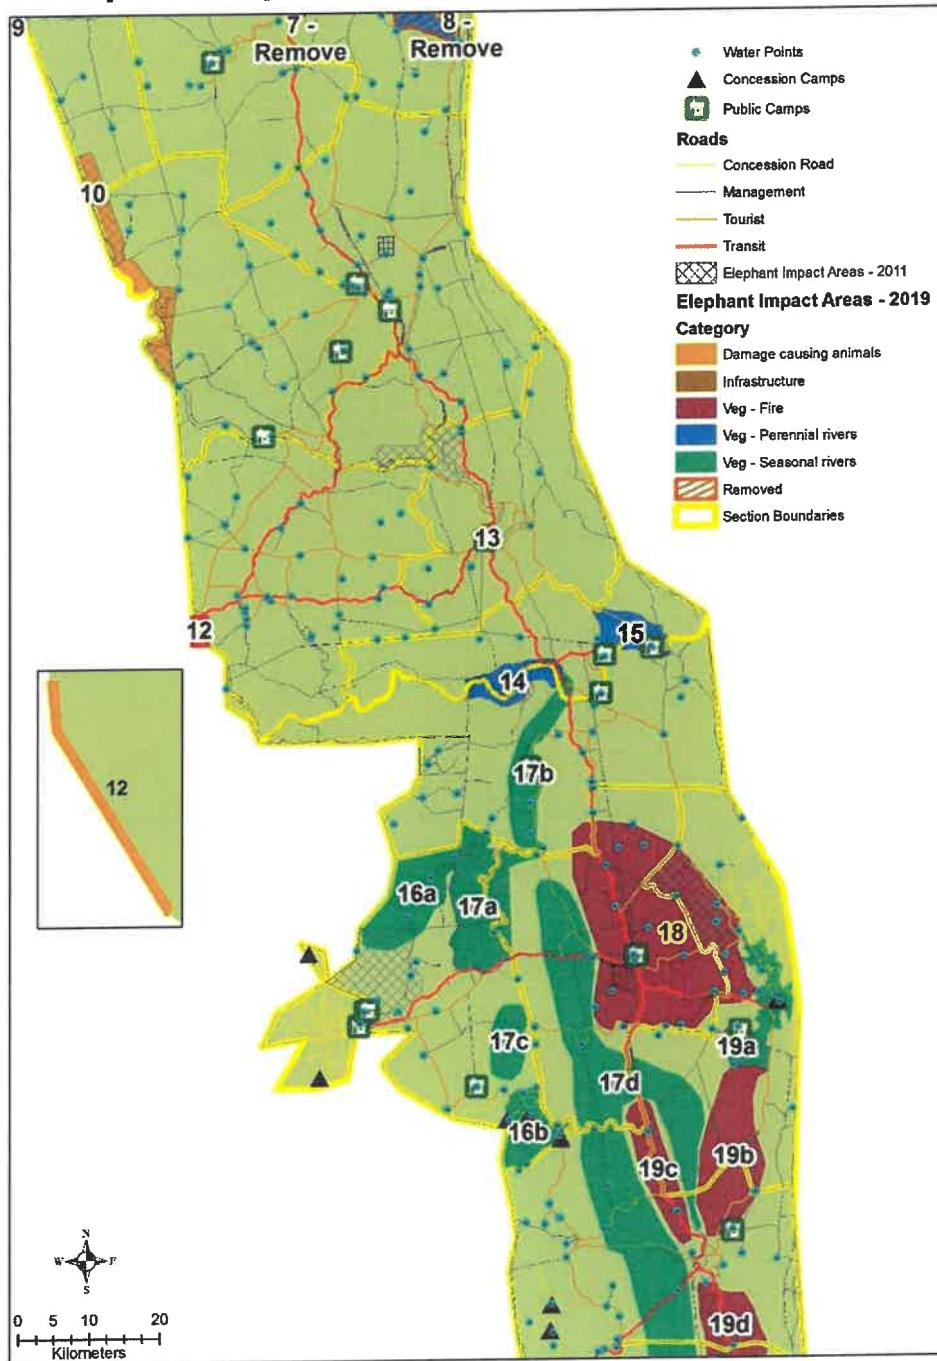 9
7 -
Remove
8 -
Remove
Water Points
Concession Camps
Public Camps
Roads
Concession Road
Management
Tourist
Transit
Elephant Impact Areas - 2011
Elephant Impact Areas - 2019
Category
Damage causing animals
Infrastructure
Veg - Fire
Veg - Perennial rivers
Veg - Seasonal rivers
Removed
Section Boundaries
10
13
12
15
14
12
17b
16a
17a
18
17c
19a
17d
16b
19c
19b
19d
N
W
E
S
0 5 10 20
Kilometers